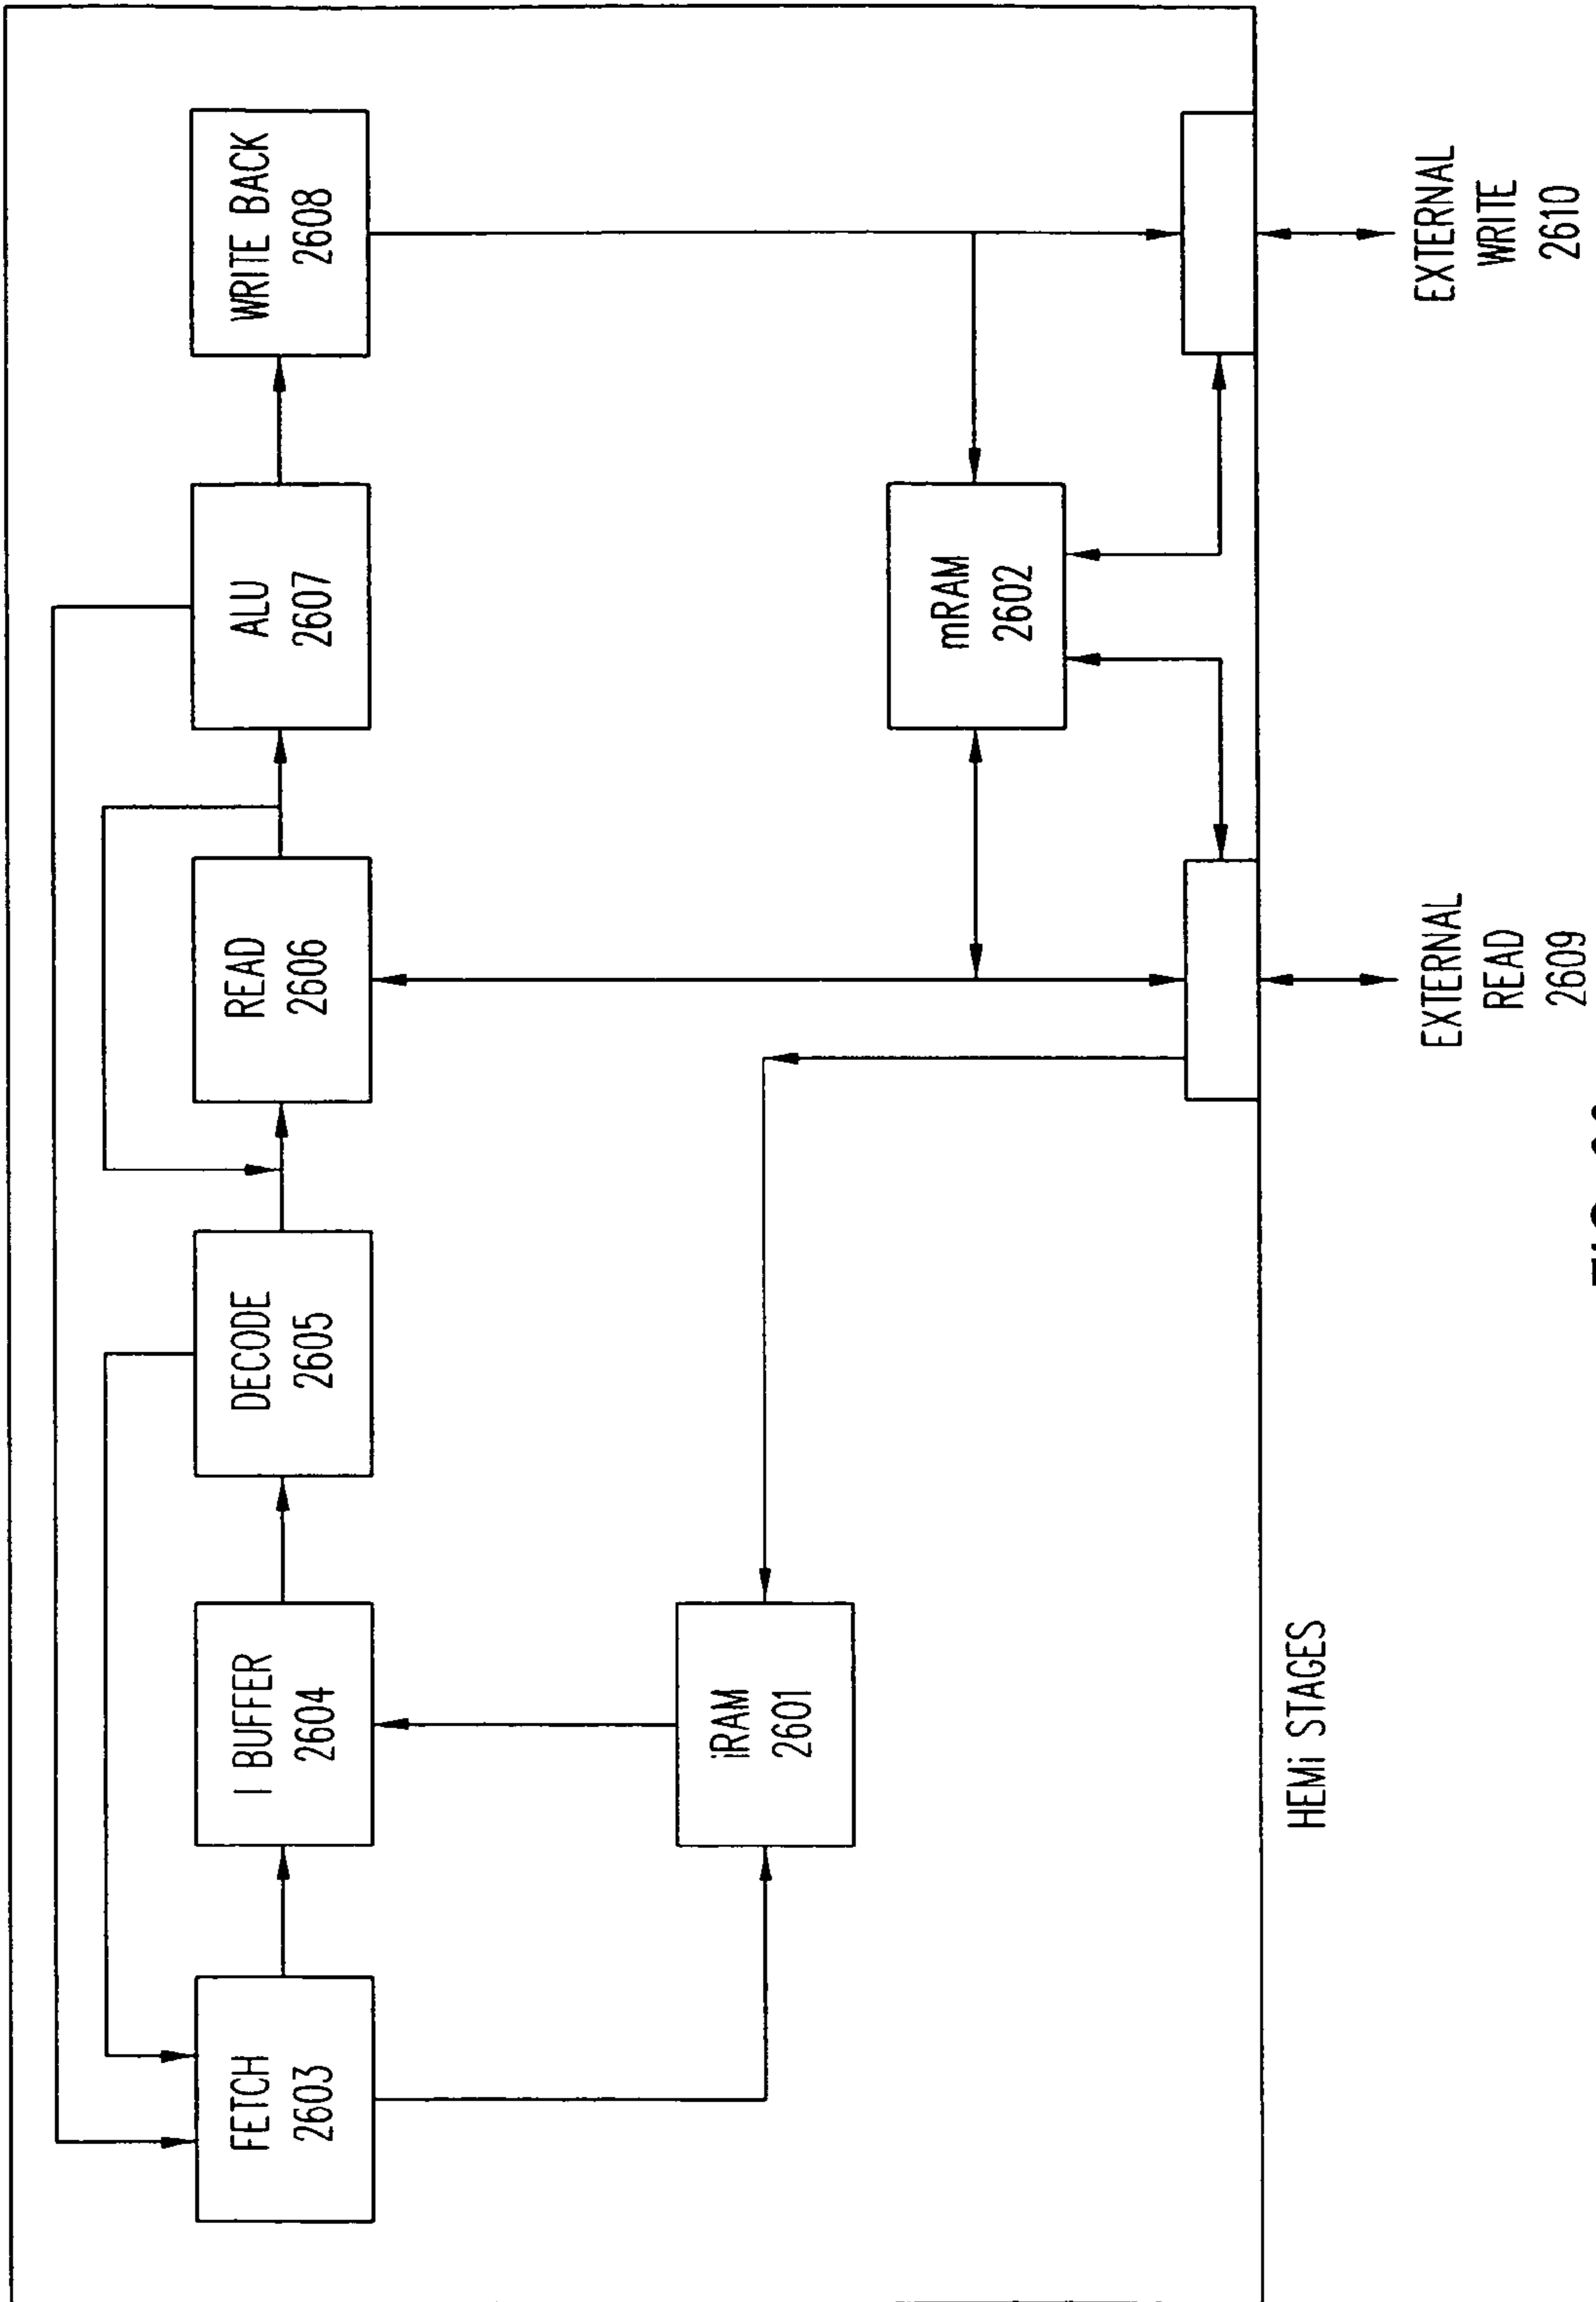 FETCH
2603
I BUFFER
2604
DECODE
2605
READ
2606
ALU
2607
WRITE BACK
2608
iRAM
2601
mRAM
2602
HEMi STAGES
EXTERNAL
READ
2609
EXTERNAL
WRITE
2610